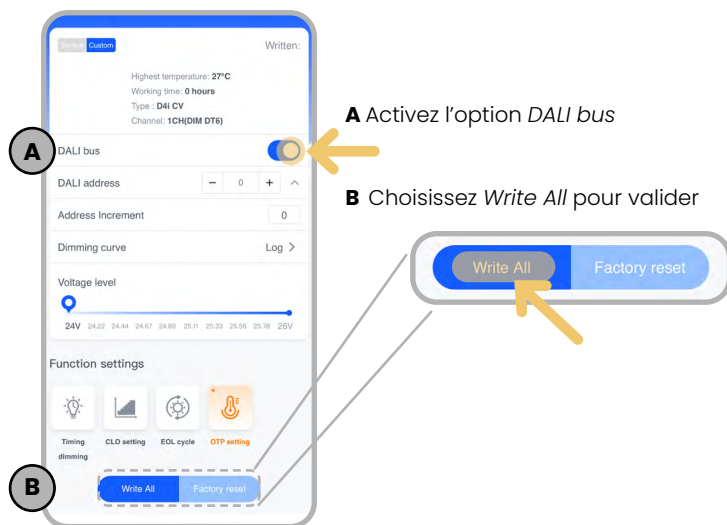 Custom
Written:
Highest temperature: 27°C
Working time: 0 hours
Type : D4i CV
Channel: 1CH(DIM DT6)
A
DALI bus
DALI address − 0 +
Address Increment 0
Dimming curve Log >
Voltage level
24V 24.22 24.44 24.67 24.89 25.11 25.33 25.56 25.78 26V
Function settings
Timing dimming
CLO setting
EOL cycle
OTP setting
B
Write All
Factory reset
A Activez l’option DALI bus
B Choisissez Write All pour valider
Write All
Factory reset